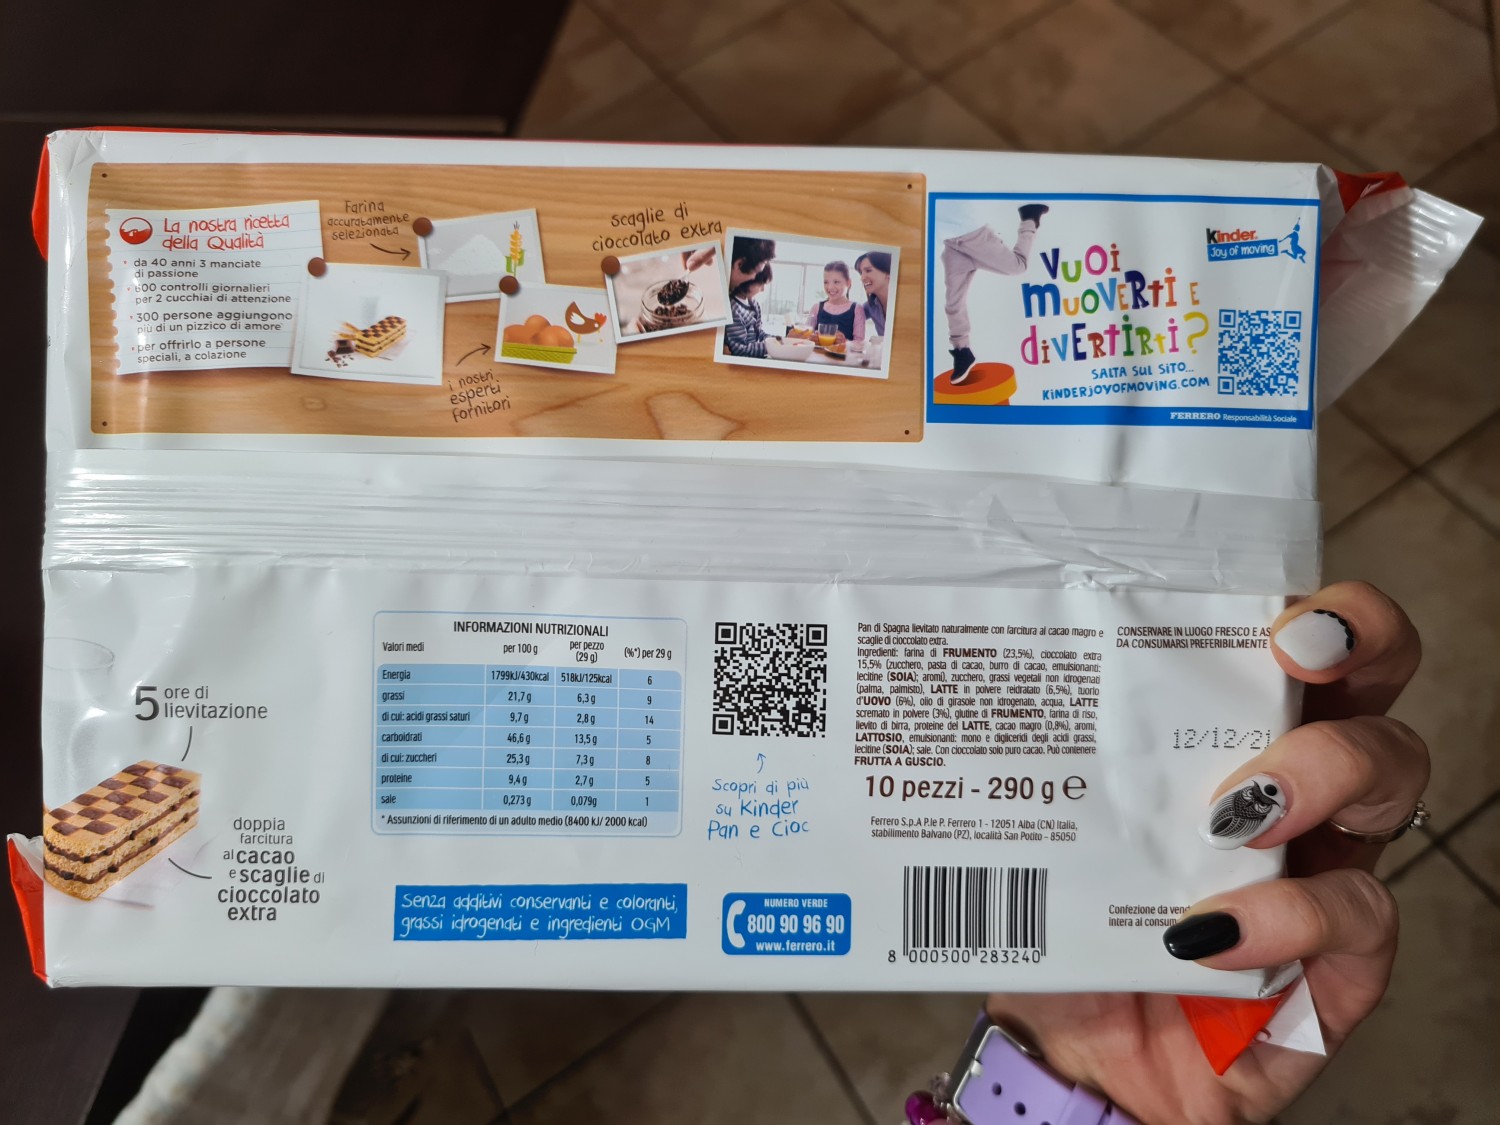 La nostra ricetta
della Qualità
• da 40 anni 3 manciate
di passione
• 600 controlli giornalieri
per 2 cucchiai di attenzione
• 300 persone aggiungono
più di un pizzico di amore
• per offrirlo a persone
speciali, a colazione
Farina
accuratamente
selezionata
i nostri
esperti
fornitori
scaglie di
cioccolato extra
Kinder
Joy of moving
VUOI
MUOVERTI E
DIVERTIRTI?
SALTA SUL SITO...
KINDERJOYOFMOVING.COM
FERRERO Responsabilità Sociale
5 ore di
lievitazione
doppia
farcitura
al cacao
e scaglie di
cioccolato
extra
INFORMAZIONI NUTRIZIONALI
Valori medi per 100 g per pezzo (29 g) (%*) per 29 g
Energia 1799kJ/430kcal 518kJ/125kcal 6
grassi 21,7 g 6,3 g 9
di cui: acidi grassi saturi 9,7 g 2,8 g 14
carboidrati 46,6 g 13,5 g 5
di cui: zuccheri 25,3 g 7,3 g 8
proteine 9,4 g 2,7 g 5
sale 0,273 g 0,079g 1
* Assunzioni di riferimento di un adulto medio (8400 kJ/ 2000 kcal)
Senza additivi conservanti e coloranti,
grassi idrogenati e ingredienti OGM
Scopri di più
su Kinder
Pan e Cioc
NUMERO VERDE
800 90 96 90
www.ferrero.it
Pan di Spagna lievitato naturalmente con farcitura al cacao magro e
scaglie di cioccolato extra.
Ingredienti: farina di FRUMENTO (23,5%), cioccolato extra
15,5% (zucchero, pasta di cacao, burro di cacao, emulsionanti:
lecitine (SOIA); aromi), zucchero, grassi vegetali non idrogenati
(palma, palmisto), LATTE in polvere reidratato (6,5%), tuorlo
d'UOVO (6%), olio di girasole non idrogenato, acqua, LATTE
scremato in polvere (3%), glutine di FRUMENTO, farina di riso,
lievito di birra, proteine del LATTE, cacao magro (0,8%), aromi,
LATTOSIO, emulsionanti: mono e digliceridi degli acidi grassi,
lecitine (SOIA); sale. Con cioccolato solo puro cacao. Può contenere
FRUTTA A GUSCIO.
10 pezzi - 290 g e
Ferrero S.p.A P.le P. Ferrero 1 - 12051 Alba (CN) Italia,
stabilimento Balvano (PZ), località San Potito - 85050
8 000500 283240
CONSERVARE IN LUOGO FRESCO E AS
DA CONSUMARSI PREFERIBILMENTE
12/12/21
Confezione da vend
intera al consum